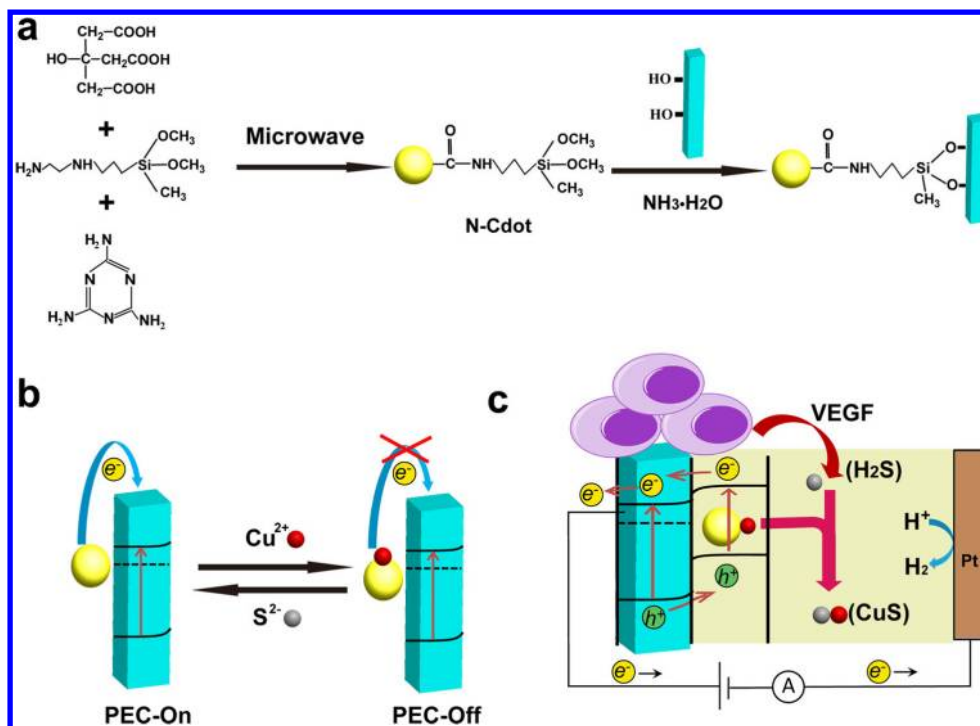 a
CH2-COOH
HO-C-CH2COOH
CH2-COOH
+
H2N NH Si OCH3
OCH3
CH3
+
H2N
N N
H2N N NH2
Microwave
O
C-NH Si OCH3
OCH3
CH3
N-Cdot
HO
HO
NH3•H2O
O
C-NH Si O
O
CH3
b
e-
Cu2+
S2-
e-
PEC-On
PEC-Off
c
VEGF
(H2S)
e- e- e-
H+
H2
Pt
h+
h+
(CuS)
e- → A e- →